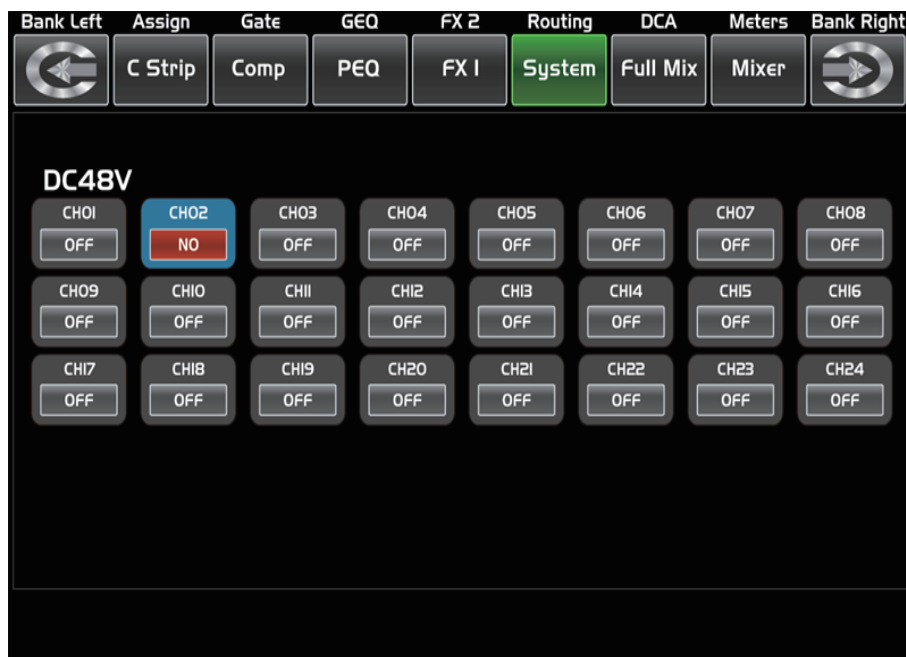 Bank Left Assign Gate GEQ FX 2 Routing DCA Meters Bank Right
C Strip Comp PEQ FX 1 System Full Mix Mixer
DC48V
CH01 CH02 CH03 CH04 CH05 CH06 CH07 CH08
OFF NO OFF OFF OFF OFF OFF OFF
CH09 CH10 CH11 CH12 CH13 CH14 CH15 CH16
OFF OFF OFF OFF OFF OFF OFF OFF
CH17 CH18 CH19 CH20 CH21 CH22 CH23 CH24
OFF OFF OFF OFF OFF OFF OFF OFF